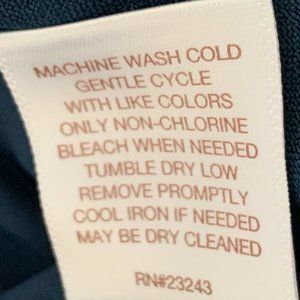 MACHINE WASH COLD
GENTLE CYCLE
WITH LIKE COLORS
ONLY NON-CHLORINE
BLEACH WHEN NEEDED
TUMBLE DRY LOW
REMOVE PROMPTLY
COOL IRON IF NEEDED
MAY BE DRY CLEANED
RN#23243